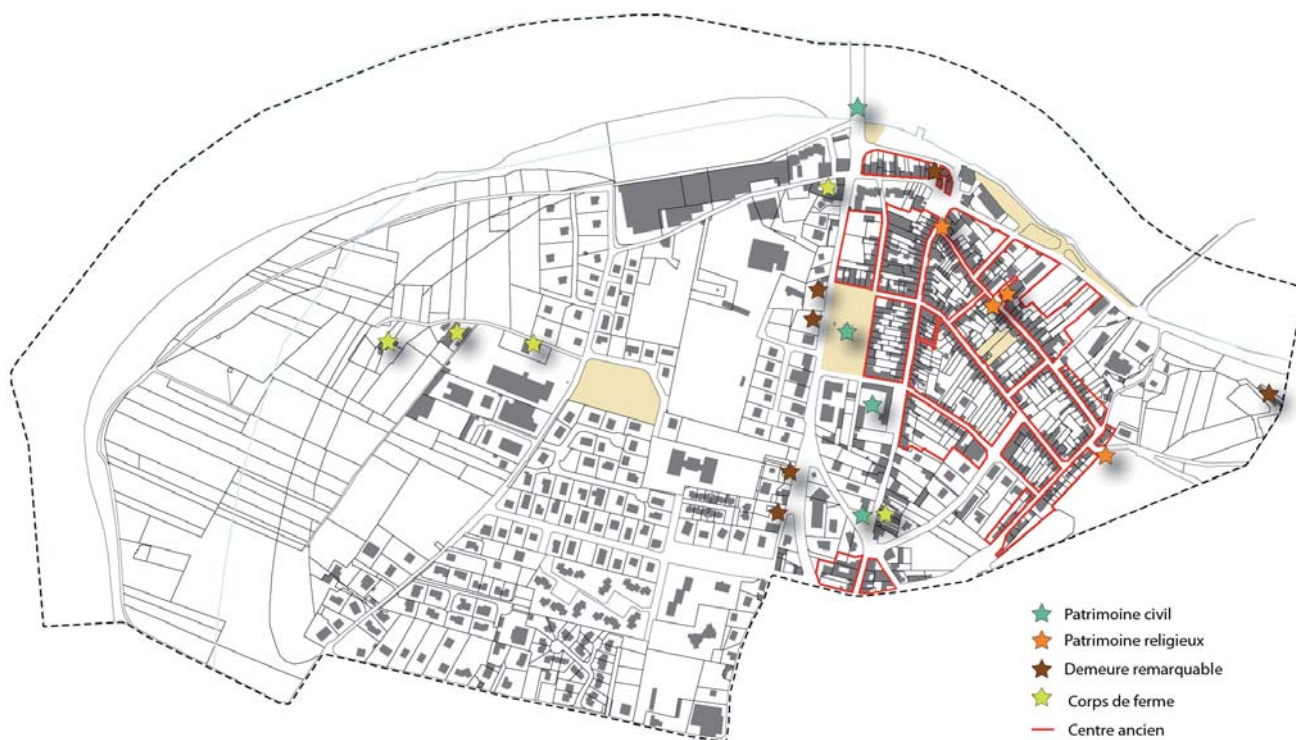 Patrimoine civil
Patrimoine religieux
Demeure remarquable
Corps de ferme
Centre ancien